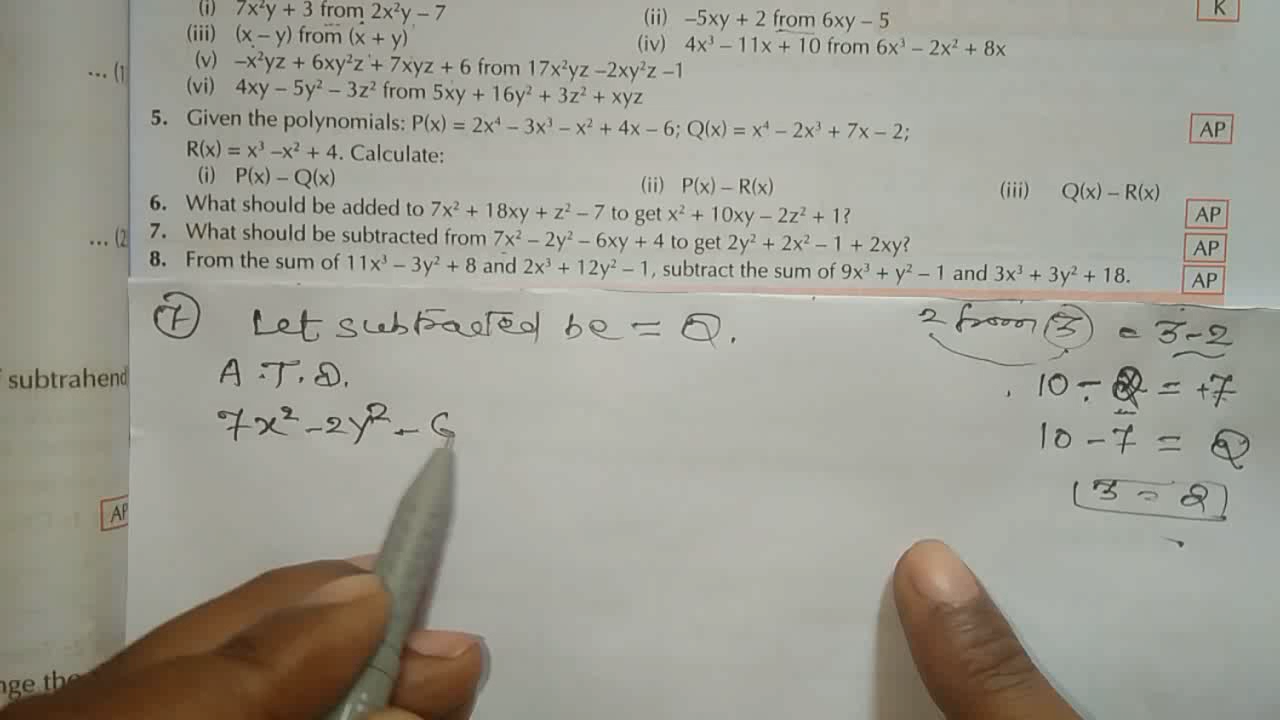 (i) 7x²y + 3 from 2x²y – 7 (ii) –5xy + 2 from 6xy – 5 K
(iii) (x – y) from (x + y) (iv) 4x³ – 11x + 10 from 6x³ – 2x² + 8x
... (1
(v) –x²yz + 6xy²z + 7xyz + 6 from 17x²yz –2xy²z –1
(vi) 4xy – 5y² – 3z² from 5xy + 16y² + 3z² + xyz
5. Given the polynomials: P(x) = 2x⁴ – 3x³ – x² + 4x – 6; Q(x) = x⁴ – 2x³ + 7x – 2; AP
R(x) = x³ –x² + 4. Calculate:
(i) P(x) – Q(x) (ii) P(x) – R(x) (iii) Q(x) – R(x)
6. What should be added to 7x² + 18xy + z² – 7 to get x² + 10xy – 2z² + 1? AP
... (2
7. What should be subtracted from 7x² – 2y² – 6xy + 4 to get 2y² + 2x² – 1 + 2xy? AP
8. From the sum of 11x³ – 3y² + 8 and 2x³ + 12y² – 1, subtract the sum of 9x³ + y² – 1 and 3x³ + 3y² + 18. AP
7 Let subtracted be = Q.
2 from 3 = 3-2
subtrahend
A.T.Q.
10 - Q = +7
7x² - 2y² - 6
10 - 7 = Q
3 = Q
AP
nge the